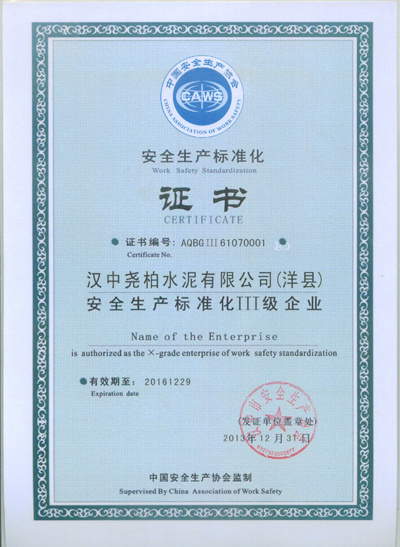 中国安全生产协会
CAWS
CHINA ASSOCIATION OF WORK SAFETY
安全生产标准化
Work Safety Standardization
证书
CERTIFICATE
证书编号: AQBGⅢ61070001
Certificate No.
汉中尧柏水泥有限公司(洋县)
安全生产标准化III级企业
Name of the Enterprise
is authorized as the ×-grade enterprise of work safety standardization
有效期至: 20161229
Expiration date
(发证单位盖章处)
2013年12月31日
中国安全生产协会监制
Supervised By China Association of Work Safety